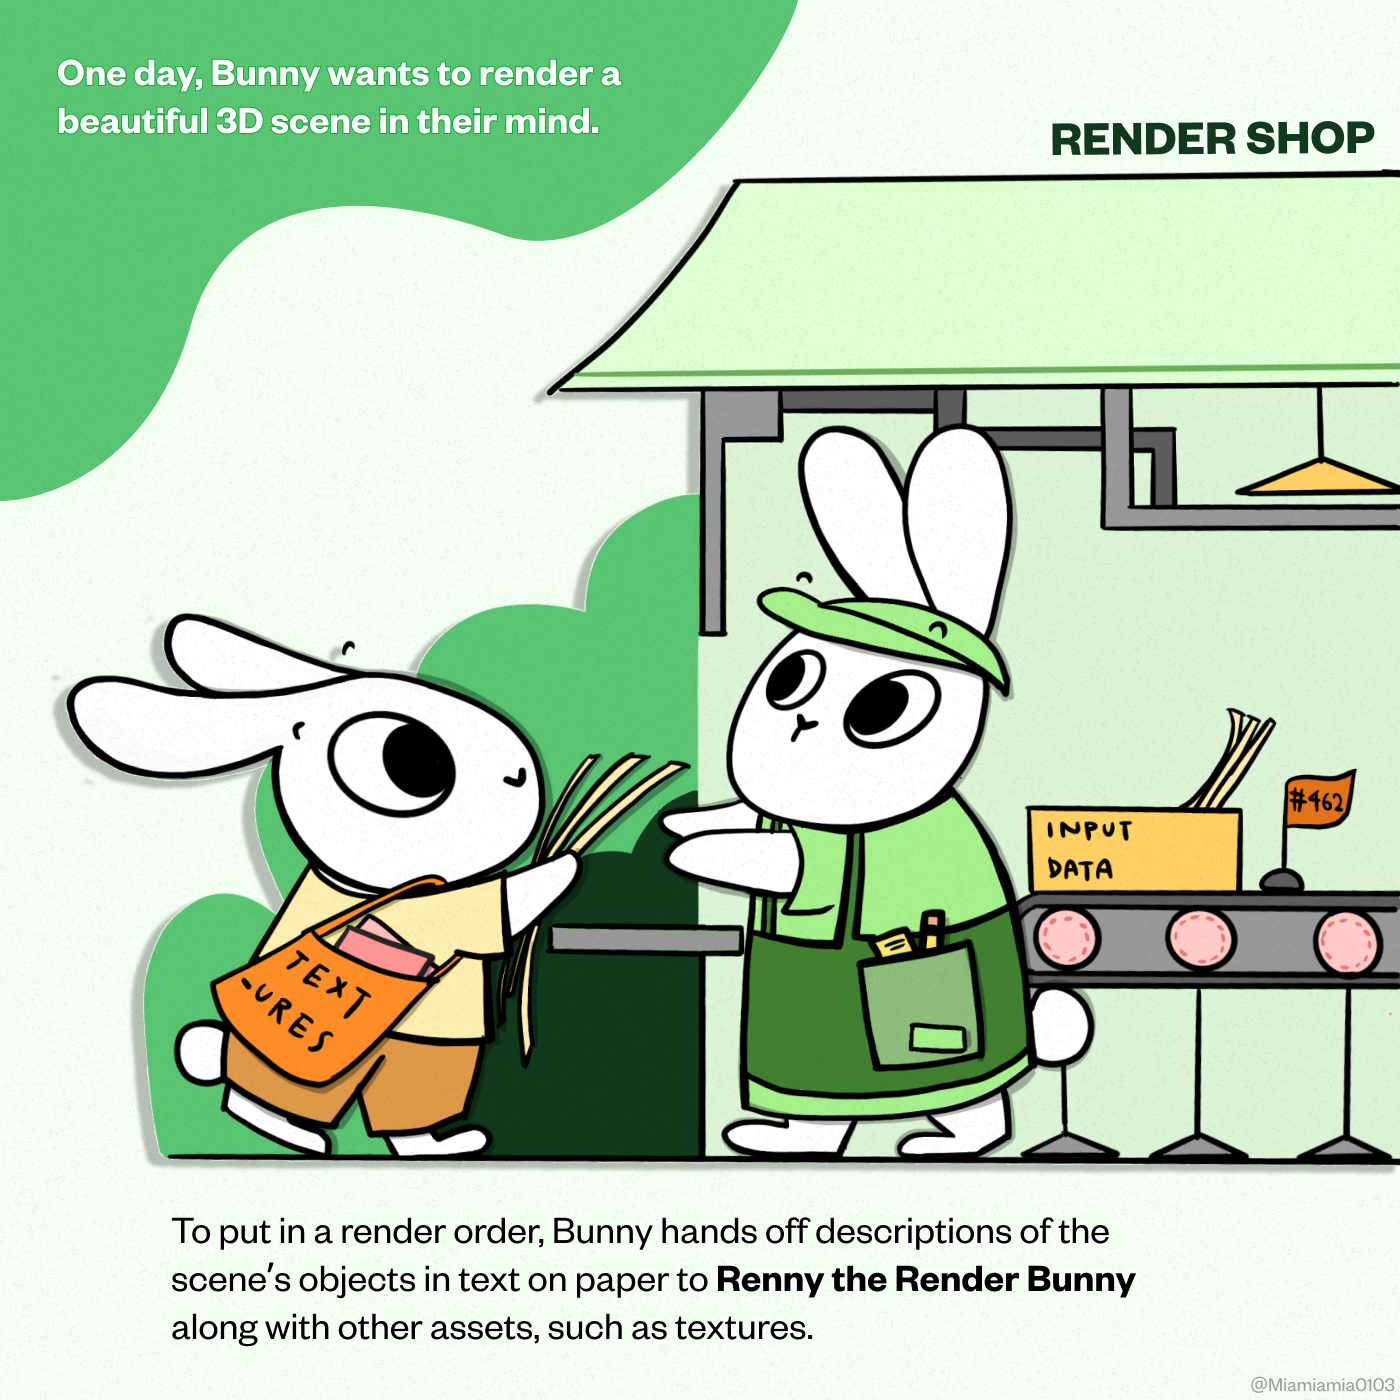 One day, Bunny wants to render a
beautiful 3D scene in their mind.
RENDER SHOP
#462
INPUT
DATA
TEXT
-URES
To put in a render order, Bunny hands off descriptions of the
scene's objects in text on paper to Renny the Render Bunny
along with other assets, such as textures.
@Miamiamia0103